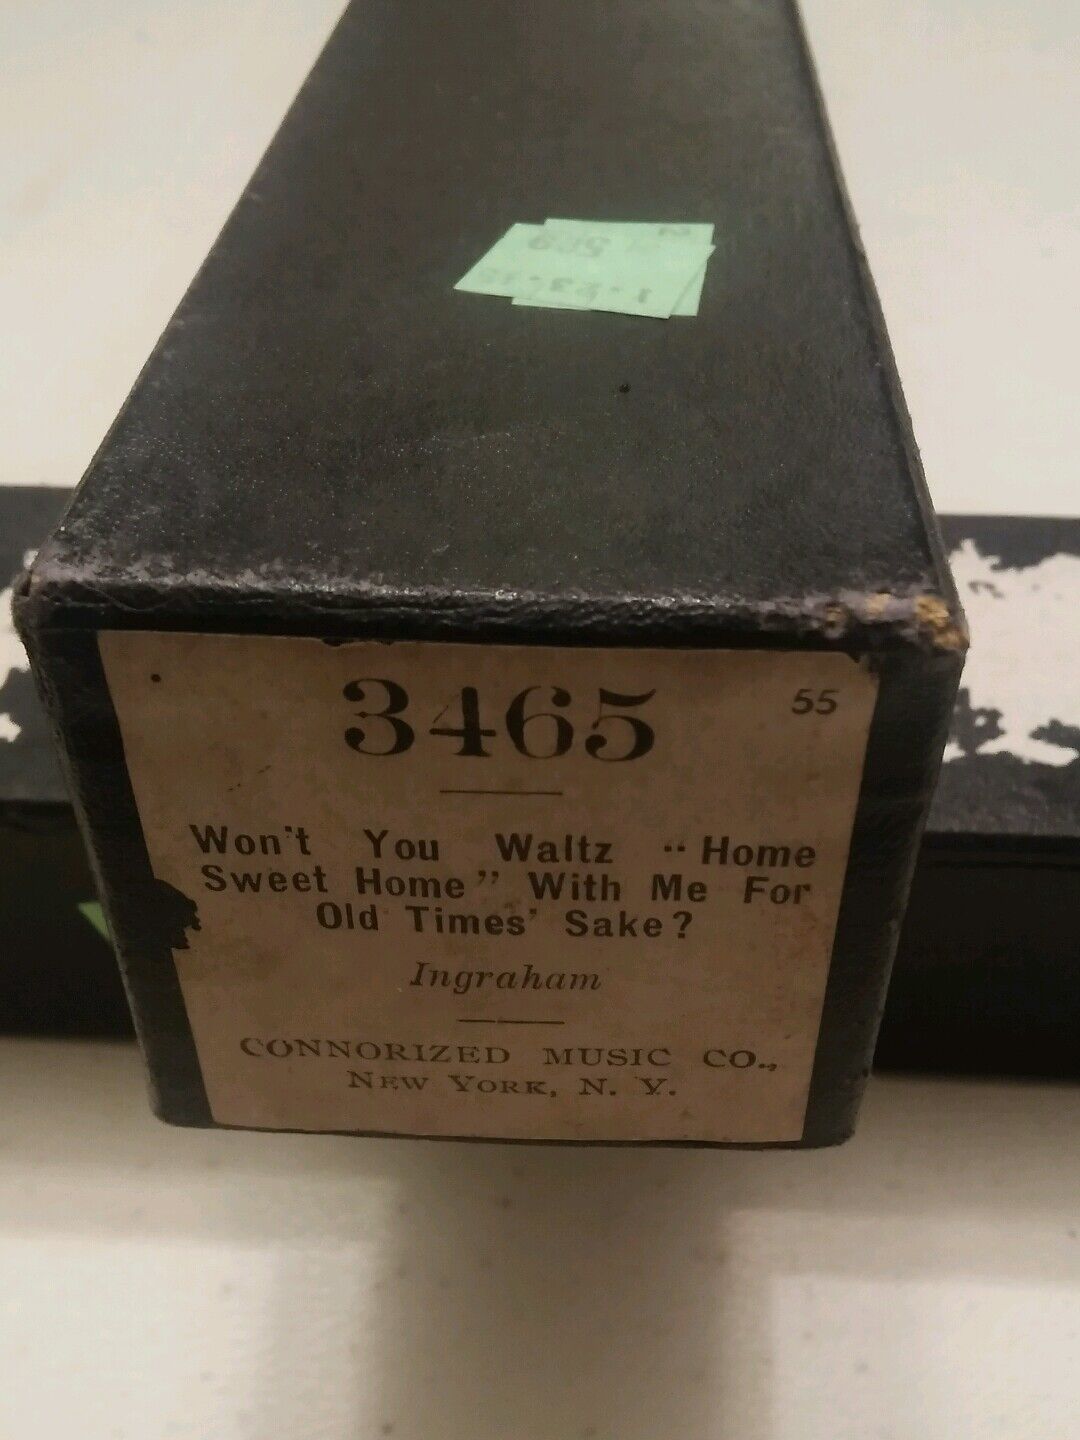 3465
55
Won't You Waltz "Home
Sweet Home" With Me For
Old Times' Sake?
Ingraham
CONNORIZED MUSIC CO.,
NEW YORK, N. Y.